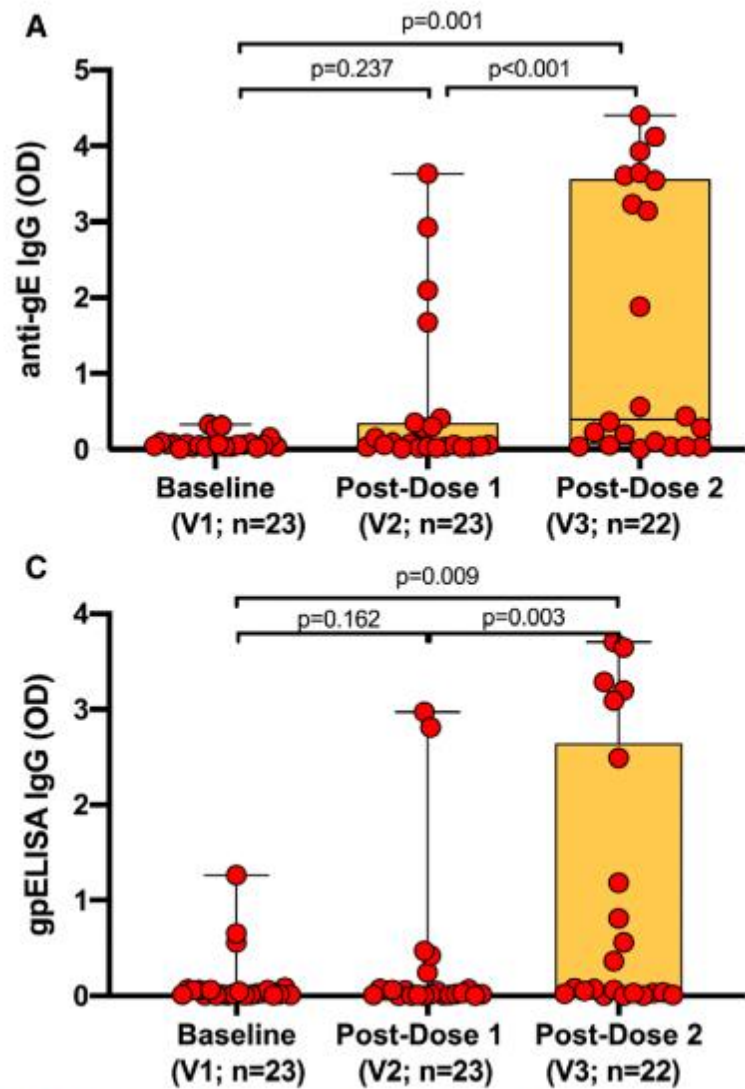 A
p=0.001
p=0.237
p<0.001
5
4
3
2
1
0
anti-gE IgG (OD)
Baseline
Post-Dose 1
Post-Dose 2
(V1; n=23)
(V2; n=23)
(V3; n=22)
C
p=0.009
p=0.162
p=0.003
4
3
2
1
0
gpELISA IgG (OD)
Baseline
Post-Dose 1
Post-Dose 2
(V1; n=23)
(V2; n=23)
(V3; n=22)